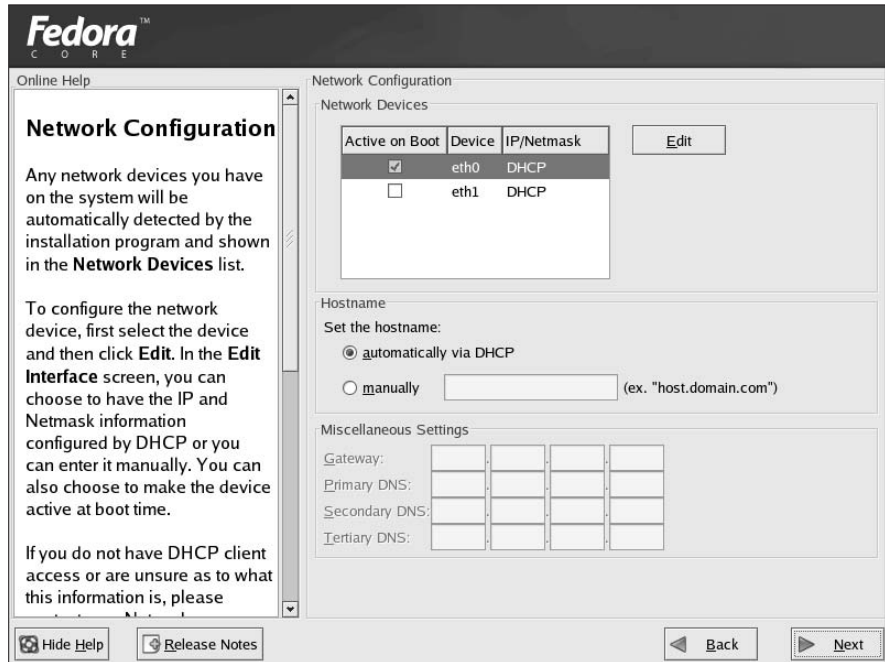 Fedora™
CORE
Online Help
Network Configuration
Any network devices you have
on the system will be
automatically detected by the
installation program and shown
in the Network Devices list.
To configure the network
device, first select the device
and then click Edit. In the Edit
Interface screen, you can
choose to have the IP and
Netmask information
configured by DHCP or you
can enter it manually. You can
also choose to make the device
active at boot time.
If you do not have DHCP client
access or are unsure as to what
this information is, please
Network Configuration
Network Devices
Active on Boot Device IP/Netmask
eth0 DHCP
eth1 DHCP
Edit
Hostname
Set the hostname:
automatically via DHCP
manually (ex. "host.domain.com")
Miscellaneous Settings
Gateway: . . .
Primary DNS: . . .
Secondary DNS: . . .
Tertiary DNS: . . .
Hide Help
Release Notes
Back
Next